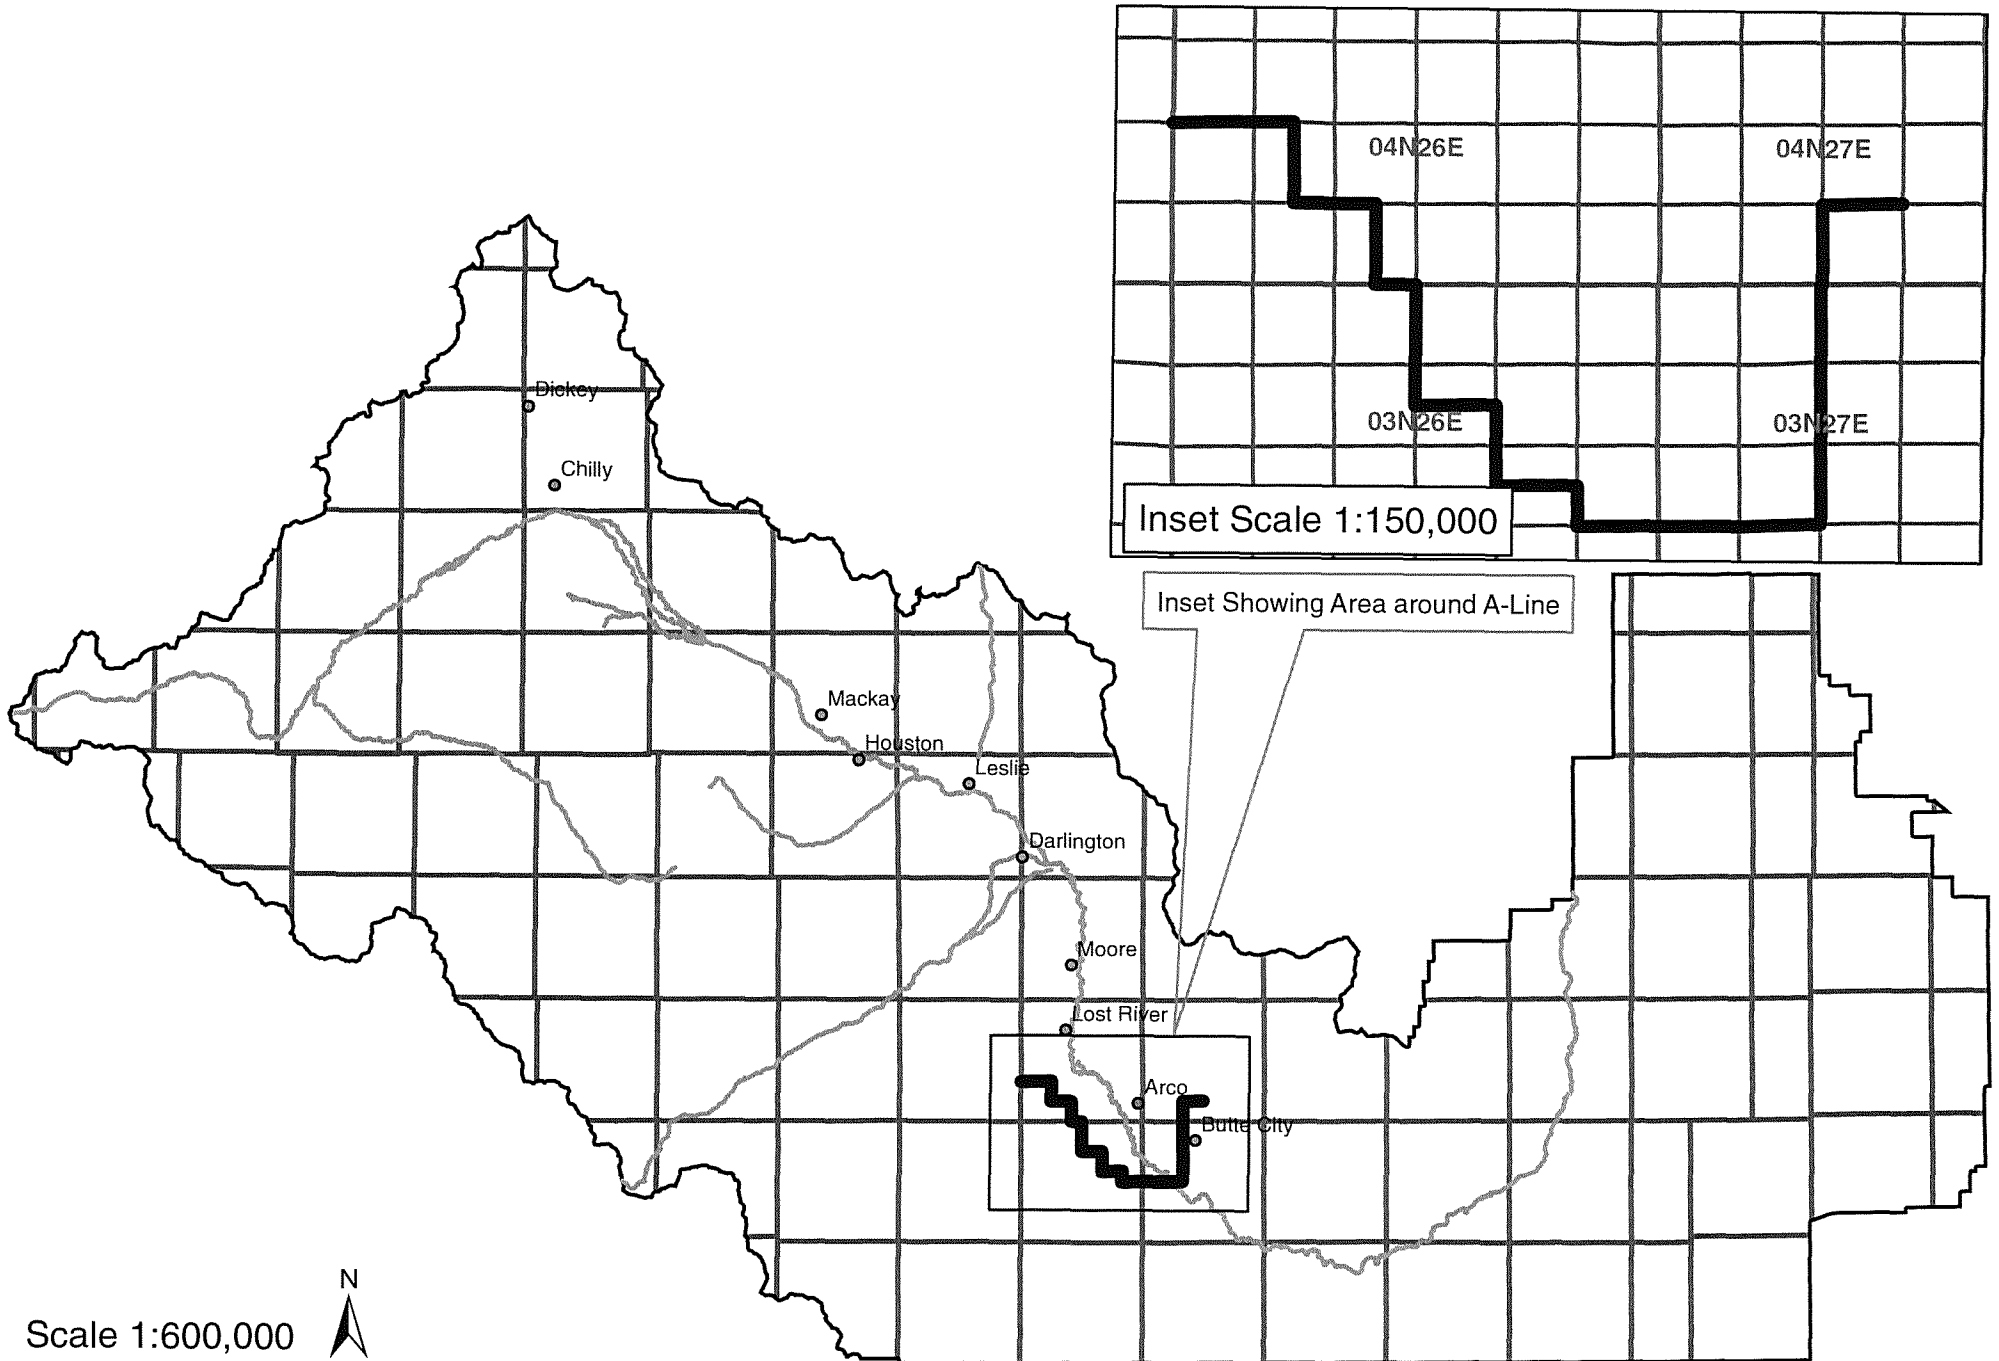 04N26E
04N27E
03N26E
03N27E
Inset Scale 1:150,000
Inset Showing Area around A-Line
Dickey
Chilly
Mackay
Houston
Leslie
Darlington
Moore
Lost River
Arco
Butte City
N
Scale 1:600,000